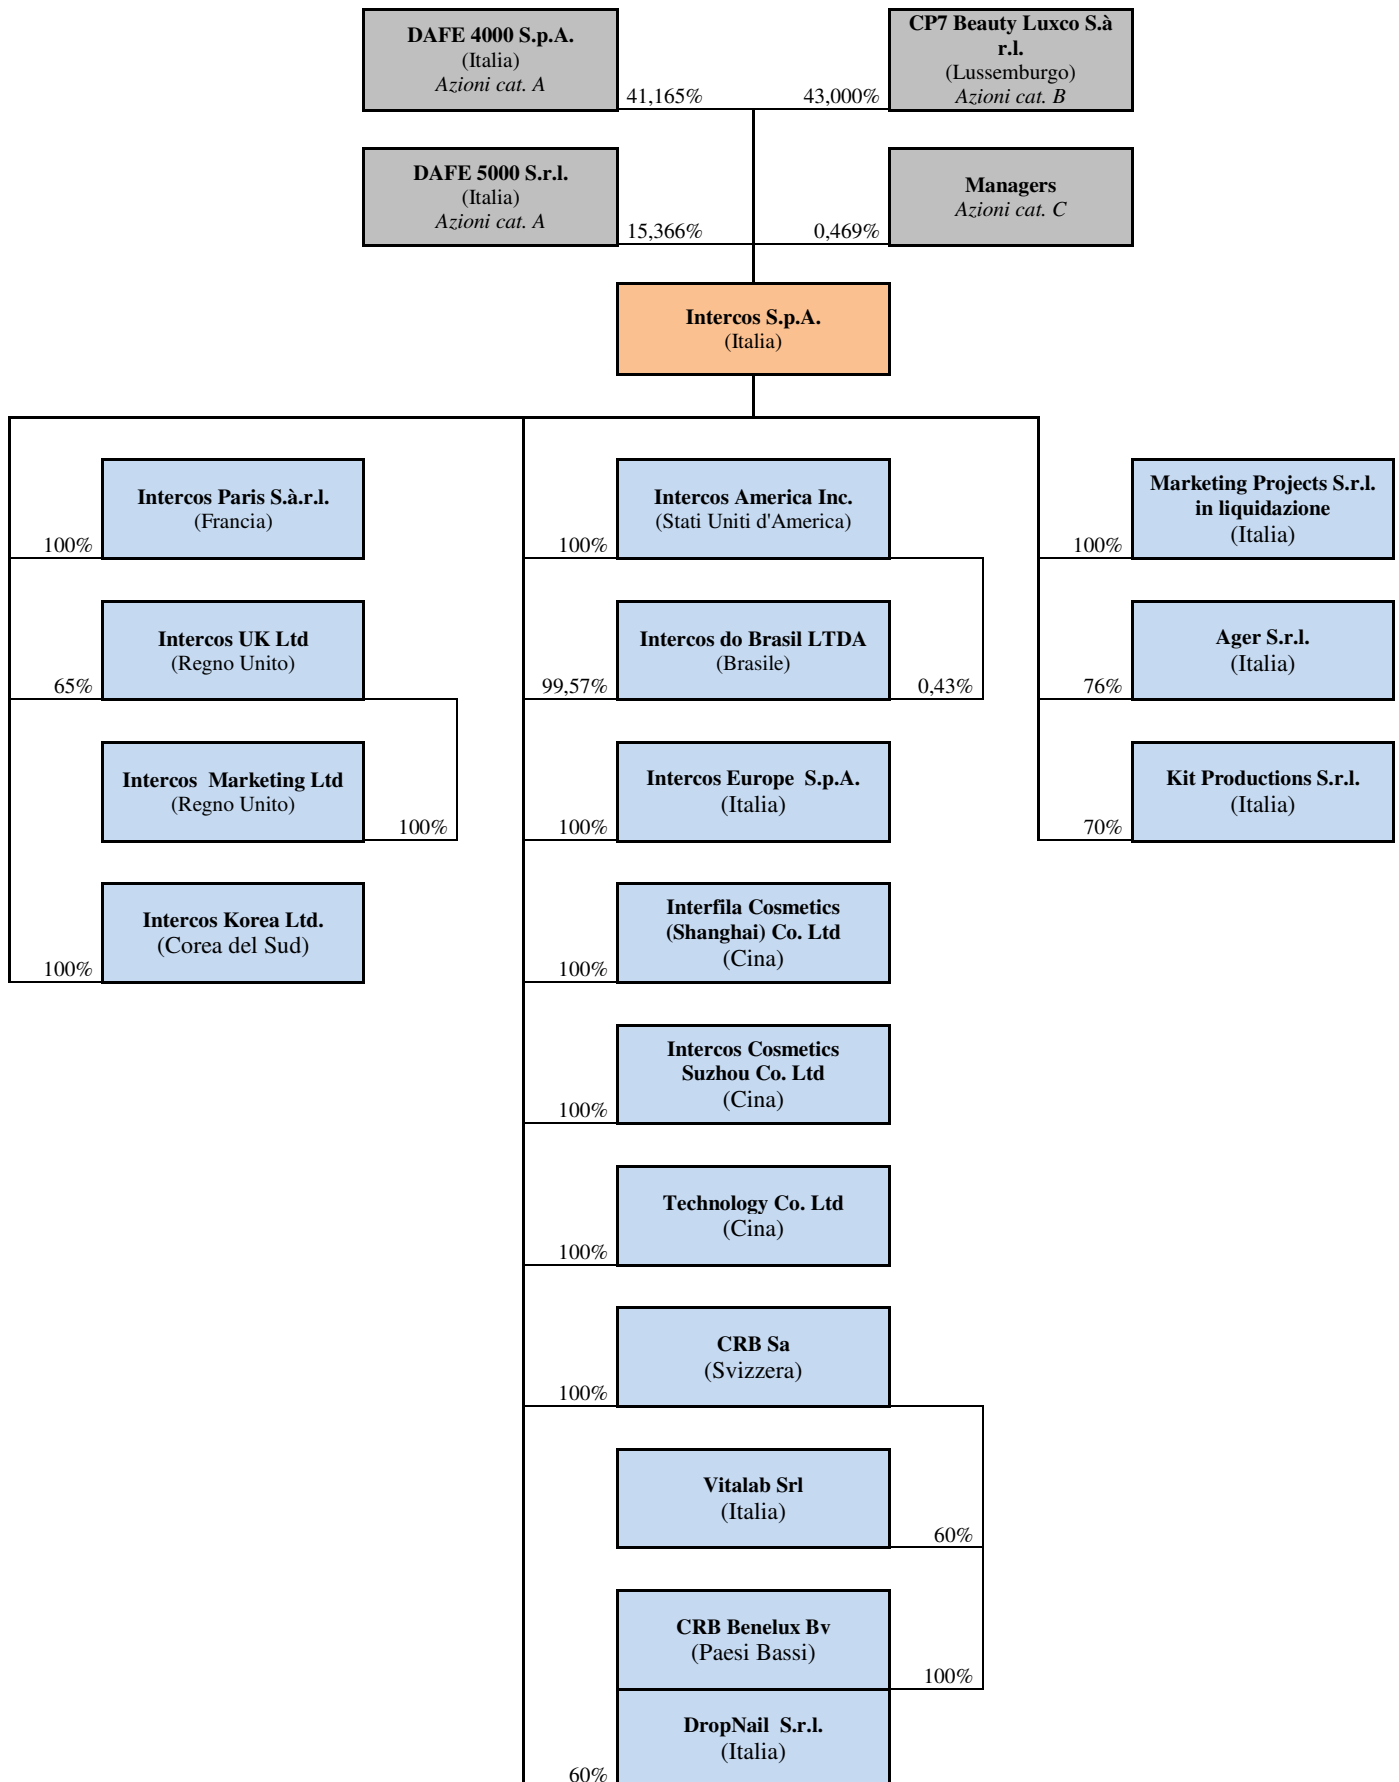 DAFE 4000 S.p.A.
(Italia)
Azioni cat. A
41,165%
CP7 Beauty Luxco S.à
r.l.
(Lussemburgo)
Azioni cat. B
43,000%
DAFE 5000 S.r.l.
(Italia)
Azioni cat. A
15,366%
Managers
Azioni cat. C
0,469%
Intercos S.p.A.
(Italia)
Intercos Paris S.à.r.l.
(Francia)
100%
Intercos America Inc.
(Stati Uniti d'America)
100%
Marketing Projects S.r.l.
in liquidazione
(Italia)
100%
Intercos UK Ltd
(Regno Unito)
65%
Intercos do Brasil LTDA
(Brasile)
99,57%
0,43%
Ager S.r.l.
(Italia)
76%
Intercos  Marketing Ltd
(Regno Unito)
100%
Intercos Europe  S.p.A.
(Italia)
100%
Kit Productions S.r.l.
(Italia)
70%
Intercos Korea Ltd.
(Corea del Sud)
100%
Interfila Cosmetics
(Shanghai) Co. Ltd
(Cina)
100%
Intercos Cosmetics
Suzhou Co. Ltd
(Cina)
100%
Technology Co. Ltd
(Cina)
100%
CRB Sa
(Svizzera)
100%
Vitalab Srl
(Italia)
60%
CRB Benelux Bv
(Paesi Bassi)
100%
DropNail  S.r.l.
(Italia)
60%